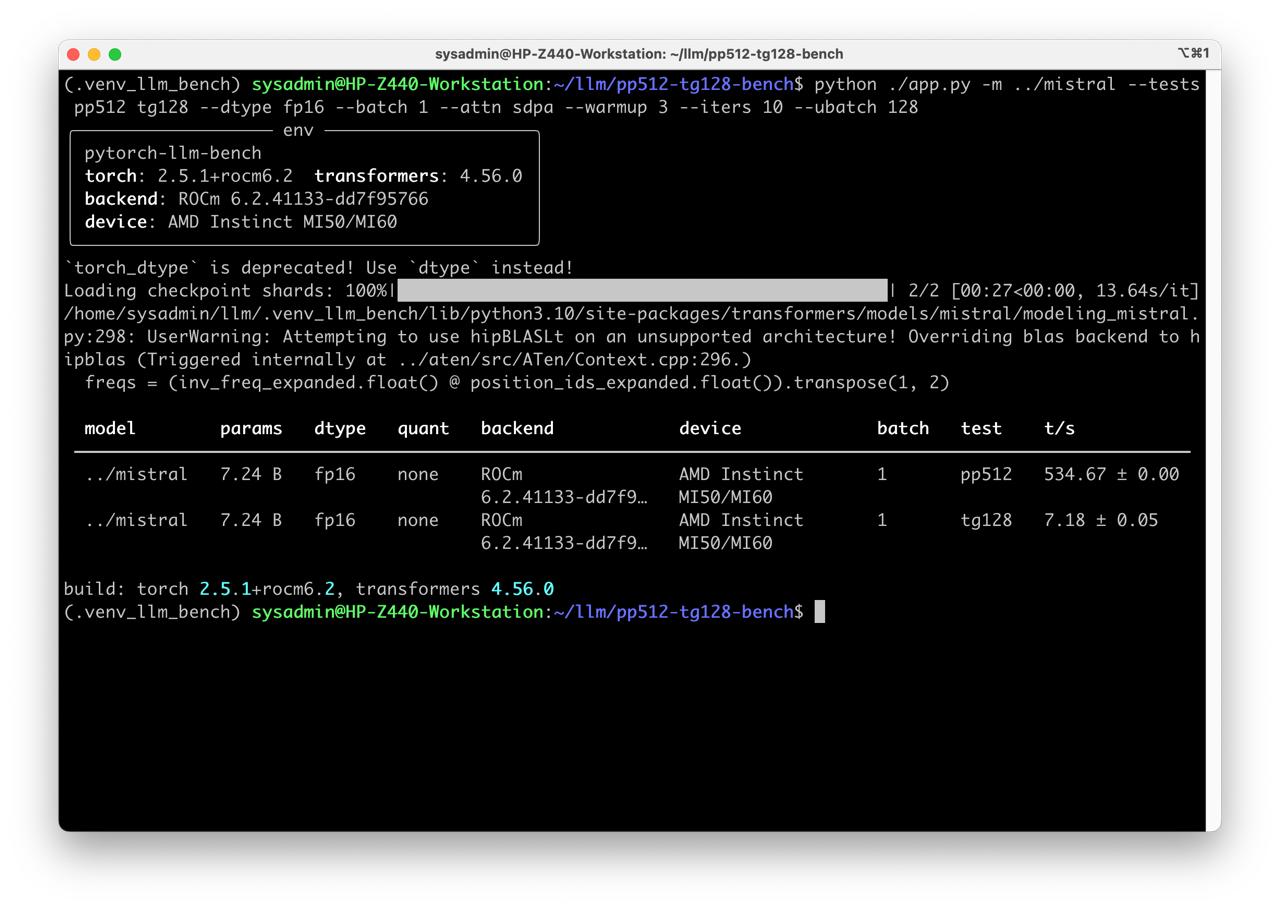 sysadmin@HP-Z440-Workstation: ~/llm/pp512-tg128-bench
⌥⌘1
(.venv_llm_bench) sysadmin@HP-Z440-Workstation:~/llm/pp512-tg128-bench$ python ./app.py -m ../mistral --tests
pp512 tg128 --dtype fp16 --batch 1 --attn sdpa --warmup 3 --iters 10 --ubatch 128
env
pytorch-llm-bench
torch: 2.5.1+rocm6.2  transformers: 4.56.0
backend: ROCm 6.2.41133-dd7f95766
device: AMD Instinct MI50/MI60
`torch_dtype` is deprecated! Use `dtype` instead!
Loading checkpoint shards: 100%|          | 2/2 [00:27<00:00, 13.64s/it]
/home/sysadmin/llm/.venv_llm_bench/lib/python3.10/site-packages/transformers/models/mistral/modeling_mistral.
py:298: UserWarning: Attempting to use hipBLASLt on an unsupported architecture! Overriding blas backend to h
ipblas (Triggered internally at ../aten/src/ATen/Context.cpp:296.)
  freqs = (inv_freq_expanded.float() @ position_ids_expanded.float()).transpose(1, 2)
model params dtype quant backend device batch test t/s
../mistral 7.24 B fp16 none ROCm AMD Instinct 1 pp512 534.67 ± 0.00
6.2.41133-dd7f9… MI50/MI60
../mistral 7.24 B fp16 none ROCm AMD Instinct 1 tg128 7.18 ± 0.05
6.2.41133-dd7f9… MI50/MI60
build: torch 2.5.1+rocm6.2, transformers 4.56.0
(.venv_llm_bench) sysadmin@HP-Z440-Workstation:~/llm/pp512-tg128-bench$